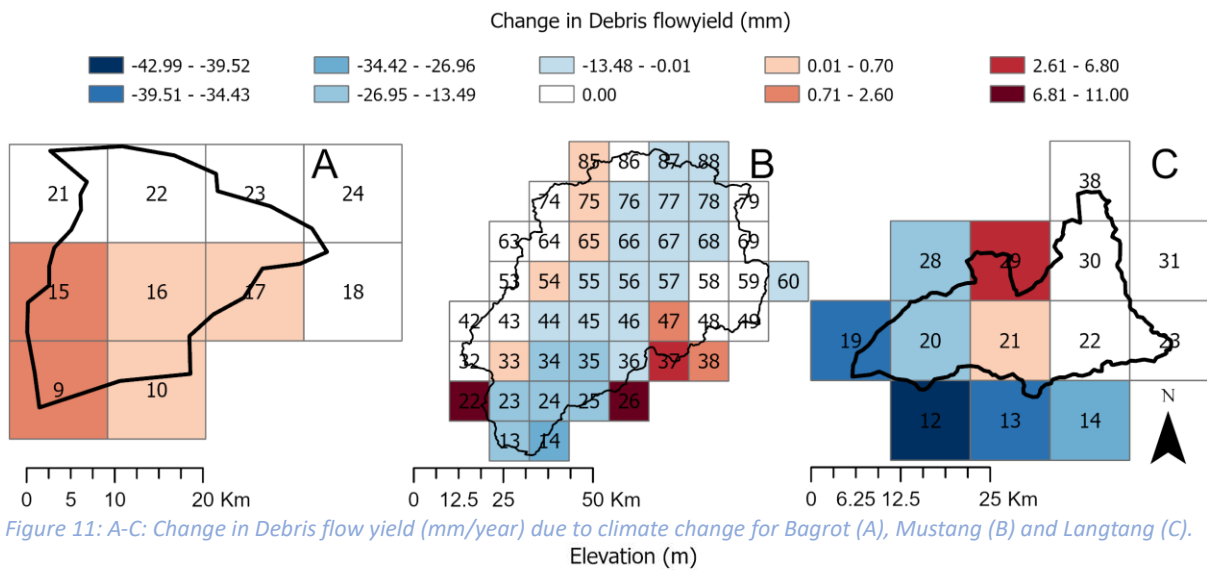 Change in Debris flowyield (mm)
-42.99 - -39.52 -34.42 - -26.96 -13.48 - -0.01 0.01 - 0.70 2.61 - 6.80
-39.51 - -34.43 -26.95 - -13.49 0.00 0.71 - 2.60 6.81 - 11.00
A
21 22 23 24
15 16 17 18
9 10
0 5 10 20 Km
B
85 86 87 88
74 75 76 77 78 79
63 64 65 66 67 68 69
53 54 55 56 57 58 59 60
42 43 44 45 46 47 48 49
32 33 34 35 36 37 38
22 23 24 25 26
13 14
0 12.5 25 50 Km
C
38
28 29 30 31
19 20 21 22 23
12 13 14
N
0 6.25 12.5 25 Km
Figure 11: A-C: Change in Debris flow yield (mm/year) due to climate change for Bagrot (A), Mustang (B) and Langtang (C).
Elevation (m)